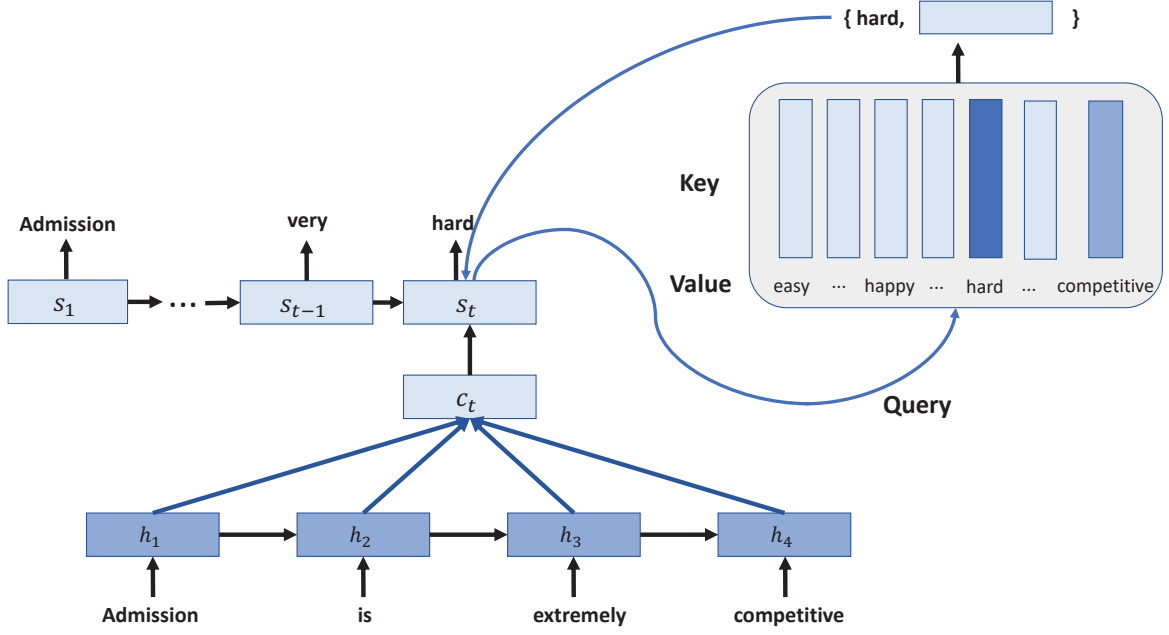 { hard, }
Key
Admission
very
hard
Value
easy ... happy ... hard ... competitive
s₁ ... sₜ₋₁ sₜ
cₜ
Query
h₁ h₂ h₃ h₄
Admission is extremely competitive